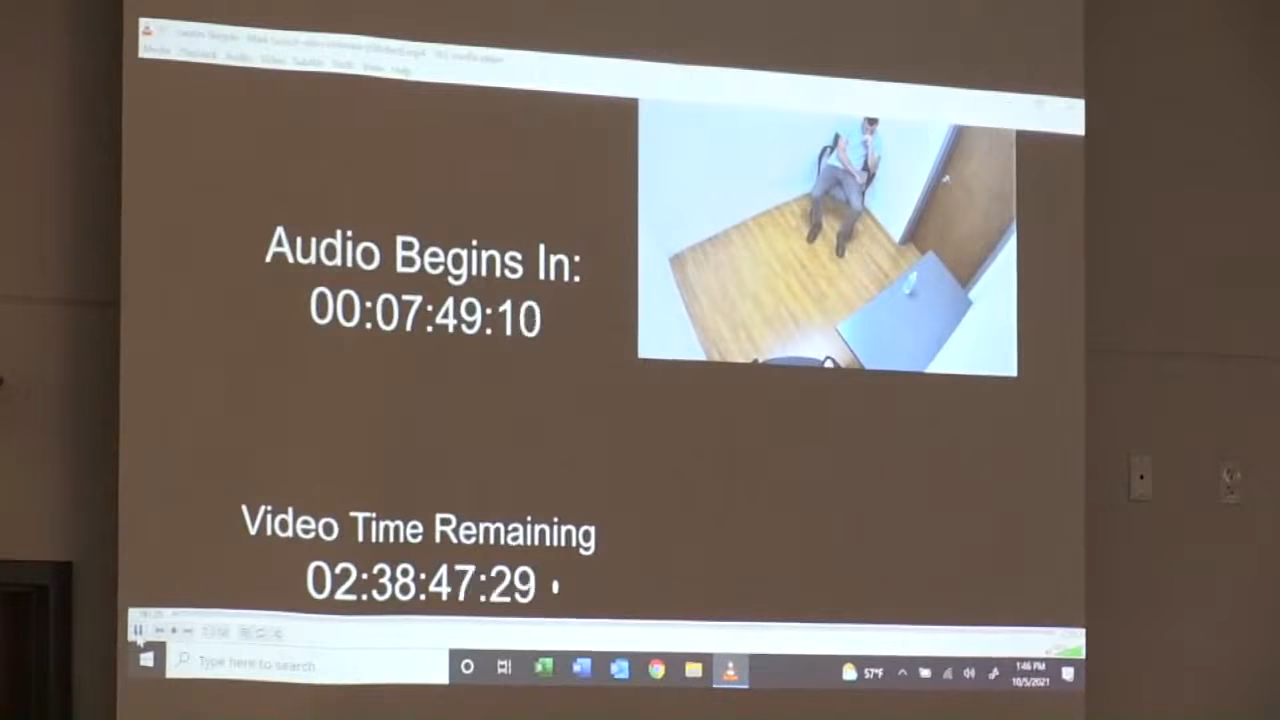 Audio Begins In:
00:07:49:10
Video Time Remaining
02:38:47:29
Type here to search
57°F
1:46 PM
10/5/2021